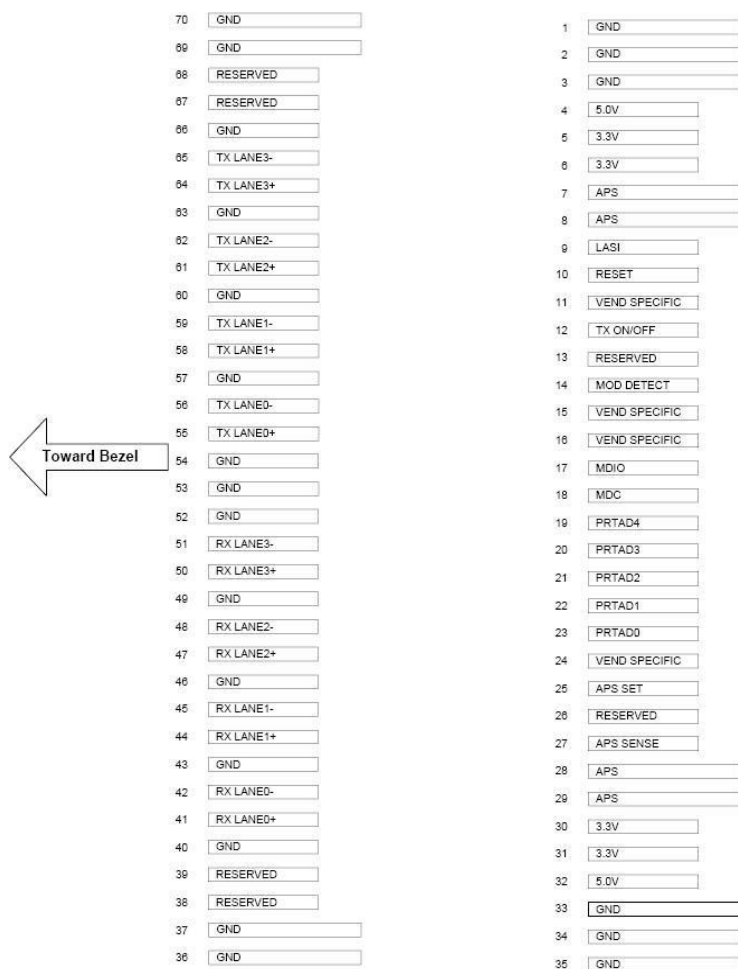 70 GND
69 GND
68 RESERVED
67 RESERVED
66 GND
65 TX LANE3-
64 TX LANE3+
63 GND
62 TX LANE2-
61 TX LANE2+
60 GND
59 TX LANE1-
58 TX LANE1+
57 GND
56 TX LANE0-
55 TX LANE0+
Toward Bezel
54 GND
53 GND
52 GND
51 RX LANE3-
50 RX LANE3+
49 GND
48 RX LANE2-
47 RX LANE2+
46 GND
45 RX LANE1-
44 RX LANE1+
43 GND
42 RX LANE0-
41 RX LANE0+
40 GND
39 RESERVED
38 RESERVED
37 GND
36 GND
1 GND
2 GND
3 GND
4 5.0V
5 3.3V
6 3.3V
7 APS
8 APS
9 LASI
10 RESET
11 VEND SPECIFIC
12 TX ON/OFF
13 RESERVED
14 MOD DETECT
15 VEND SPECIFIC
16 VEND SPECIFIC
17 MDIO
18 MDC
19 PRTAD4
20 PRTAD3
21 PRTAD2
22 PRTAD1
23 PRTAD0
24 VEND SPECIFIC
25 APS SET
26 RESERVED
27 APS SENSE
28 APS
29 APS
30 3.3V
31 3.3V
32 5.0V
33 GND
34 GND
35 GND